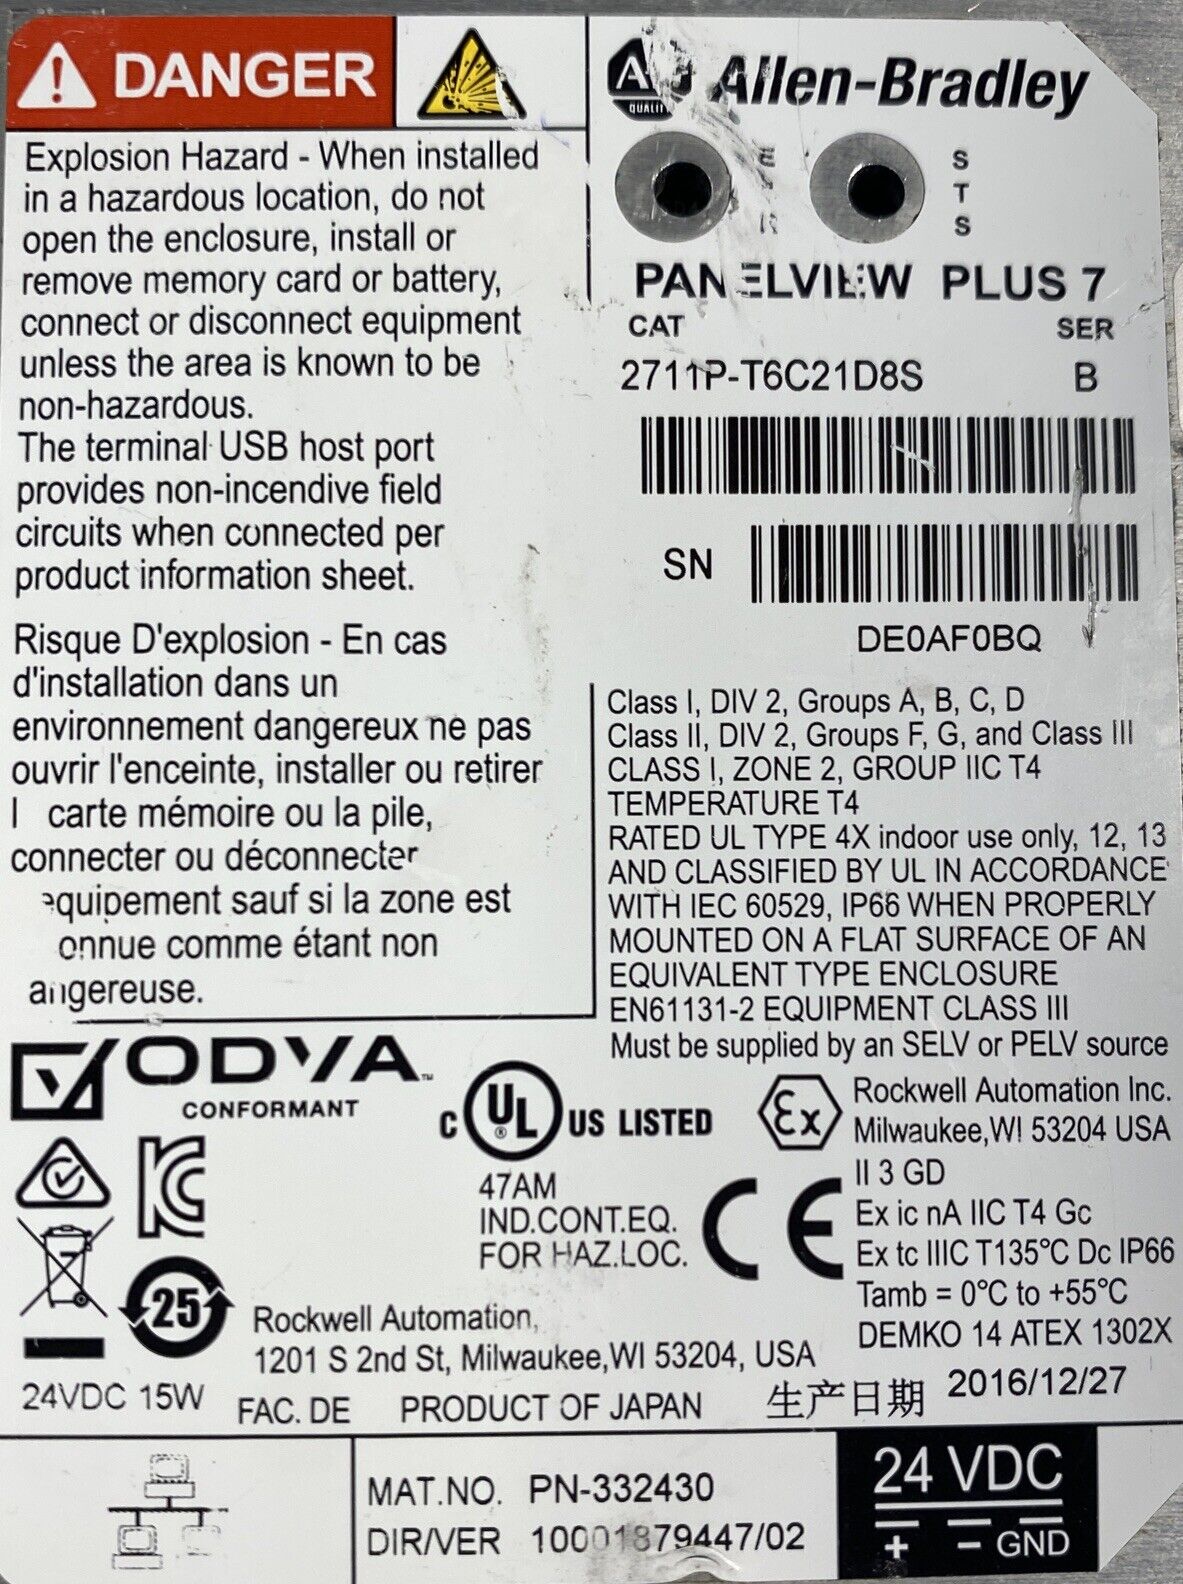 DANGER
Explosion Hazard - When installed
in a hazardous location, do not
open the enclosure, install or
remove memory card or battery,
connect or disconnect equipment
unless the area is known to be
non-hazardous.
The terminal USB host port
provides non-incendive field
circuits when connected per
product information sheet.
Risque D'explosion - En cas
d'installation dans un
environnement dangereux ne pas
ouvrir l'enceinte, installer ou retirer
carte mémoire ou la pile,
connecter ou déconnecter
équipement sauf si la zone est
onnue comme étant non
angereuse.
ODVA™
CONFORMANT
AB
QUALITY
Allen-Bradley
STS
PANELVIEW PLUS 7
CAT SER
2711P-T6C21D8S B
SN
DE0AF0BQ
Class I, DIV 2, Groups A, B, C, D
Class II, DIV 2, Groups F, G, and Class III
CLASS I, ZONE 2, GROUP IIC T4
TEMPERATURE T4
RATED UL TYPE 4X indoor use only, 12, 13
AND CLASSIFIED BY UL IN ACCORDANCE
WITH IEC 60529, IP66 WHEN PROPERLY
MOUNTED ON A FLAT SURFACE OF AN
EQUIVALENT TYPE ENCLOSURE
EN61131-2 EQUIPMENT CLASS III
Must be supplied by an SELV or PELV source
C UL® US LISTED
47AM
IND.CONT.EQ.
FOR HAZ.LOC.
CE
Ex
Rockwell Automation Inc.
Milwaukee,WI 53204 USA
II 3 GD
Ex ic nA IIC T4 Gc
Ex tc IIIC T135°C Dc IP66
Tamb = 0°C to +55°C
DEMKO 14 ATEX 1302X
25
Rockwell Automation,
1201 S 2nd St, Milwaukee,WI 53204, USA
24VDC 15W
FAC. DE PRODUCT OF JAPAN 生产日期 2016/12/27
MAT.NO. PN-332430
DIR/VER 10001879447/02
24 VDC
+ - GND